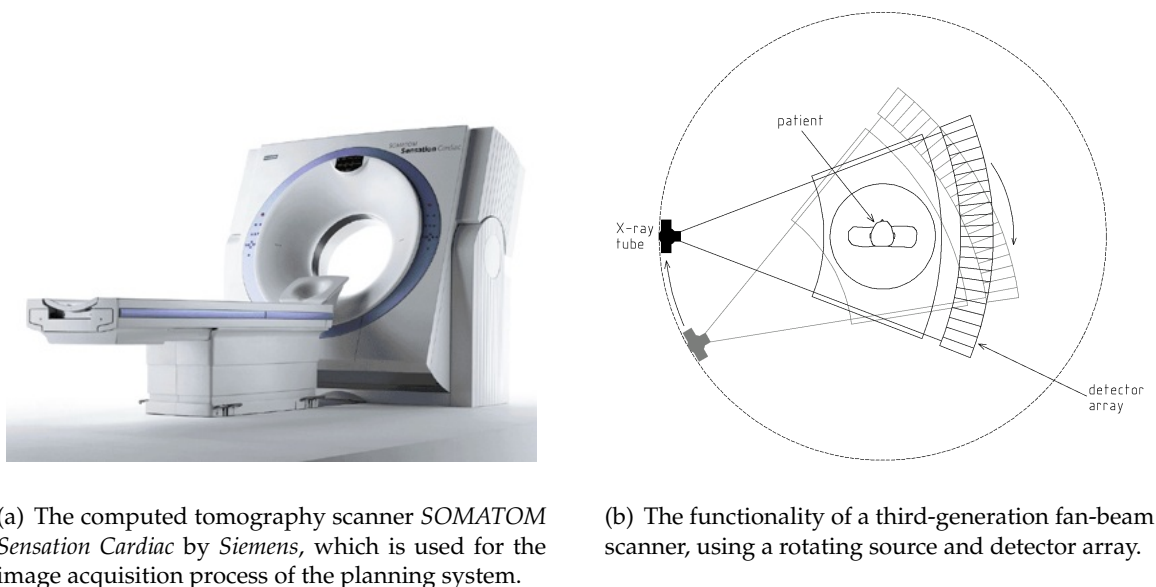 SOMATOM
Sensation Cardiac
patient
X-ray
tube
detector
array
(a) The computed tomography scanner SOMATOM
Sensation Cardiac by Siemens, which is used for the
image acquisition process of the planning system.
(b) The functionality of a third-generation fan-beam
scanner, using a rotating source and detector array.